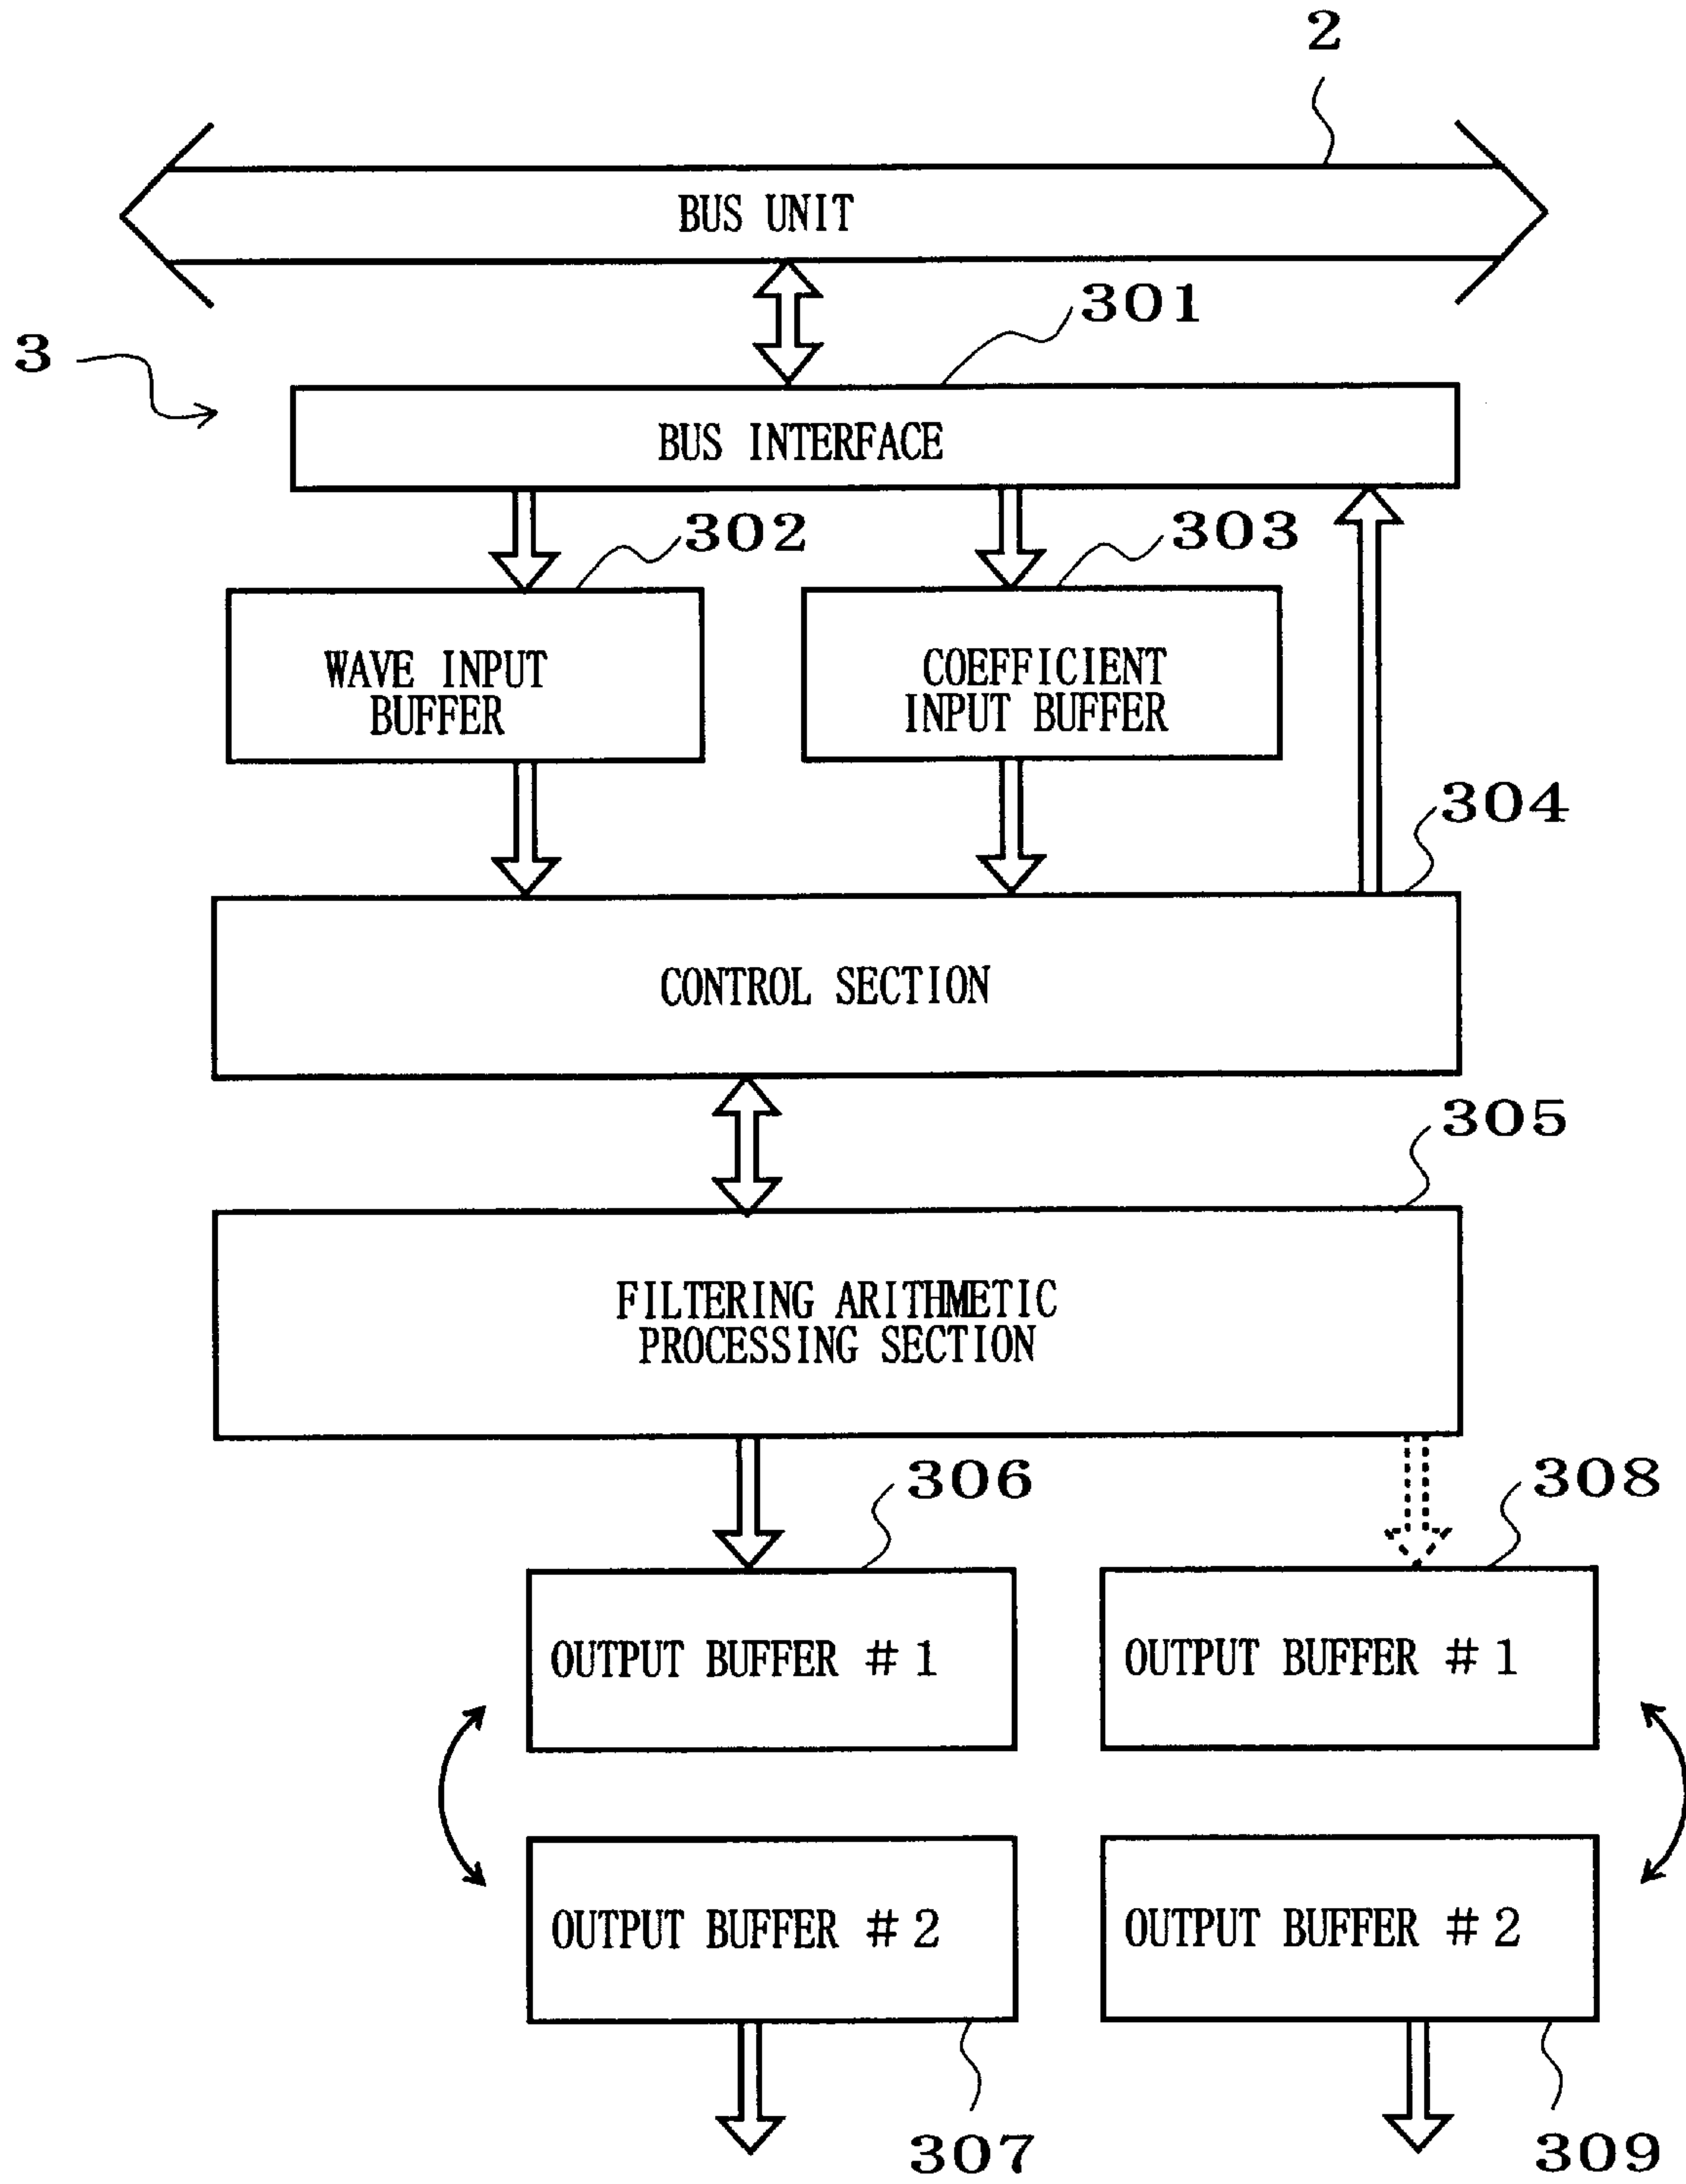 2
BUS UNIT
301
3
BUS INTERFACE
302
303
WAVE INPUT
BUFFER
COEFFICIENT
INPUT BUFFER
304
CONTROL SECTION
305
FILTERING ARITHMETIC
PROCESSING SECTION
306
308
OUTPUT BUFFER #1
OUTPUT BUFFER #1
OUTPUT BUFFER #2
OUTPUT BUFFER #2
307
309